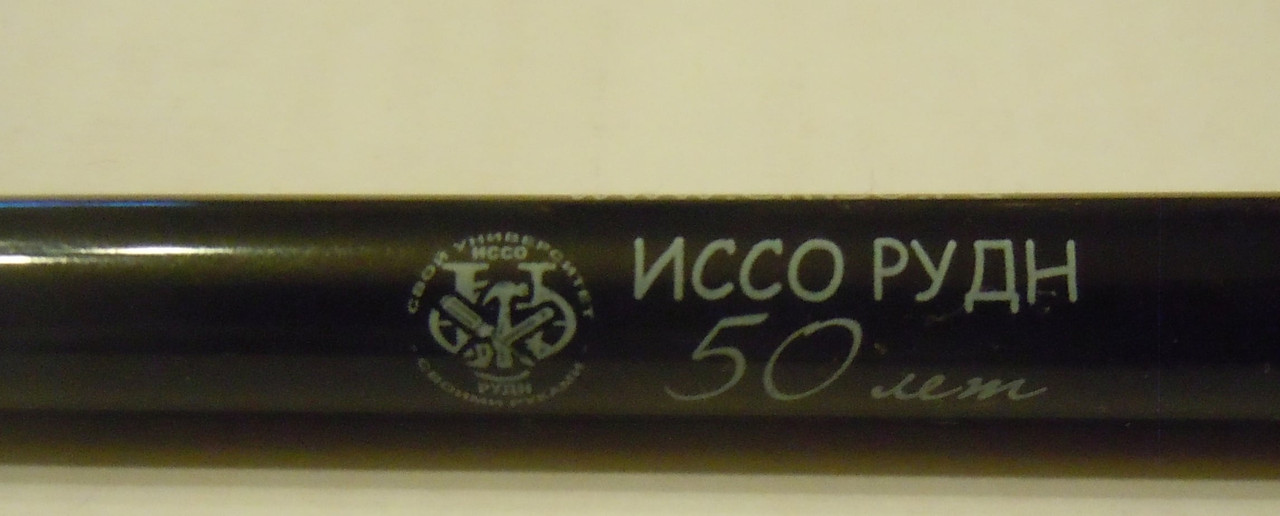 СВОЙ УНИВЕРСИТЕТ
ИССО
РУДН
СВОИМИ РУКАМИ
ИССО РУДН
50 лет